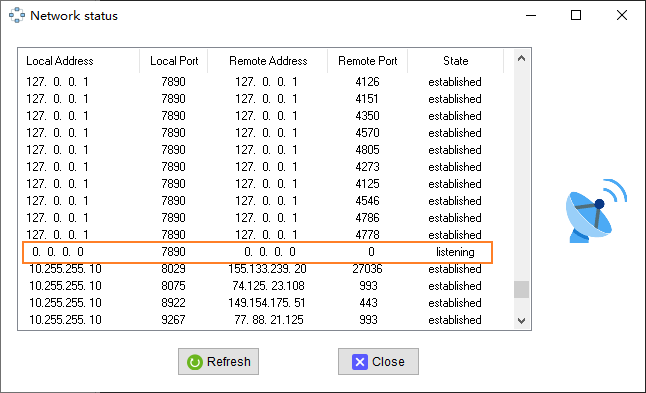 Network status
Local Address Local Port Remote Address Remote Port State
127. 0. 0. 1 7890 127. 0. 0. 1 4126 established
127. 0. 0. 1 7890 127. 0. 0. 1 4151 established
127. 0. 0. 1 7890 127. 0. 0. 1 4350 established
127. 0. 0. 1 7890 127. 0. 0. 1 4570 established
127. 0. 0. 1 7890 127. 0. 0. 1 4805 established
127. 0. 0. 1 7890 127. 0. 0. 1 4273 established
127. 0. 0. 1 7890 127. 0. 0. 1 4125 established
127. 0. 0. 1 7890 127. 0. 0. 1 4546 established
127. 0. 0. 1 7890 127. 0. 0. 1 4786 established
127. 0. 0. 1 7890 127. 0. 0. 1 4778 established
0. 0. 0. 0 7890 0. 0. 0. 0 0 listening
10.255.255. 10 8029 155.133.239. 20 27036 established
10.255.255. 10 8075 74.125. 23.108 993 established
10.255.255. 10 8922 149.154.175. 51 443 established
10.255.255. 10 9267 77. 88. 21.125 993 established
Refresh Close